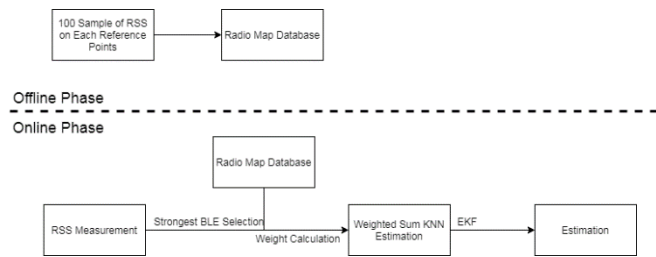 100 Sample of RSS
on Each Reference
Points
Radio Map Database
Offline Phase
Online Phase
Radio Map Database
RSS Measurement
Strongest BLE Selection
Weight Calculation
Weighted Sum KNN
Estimation
EKF
Estimation